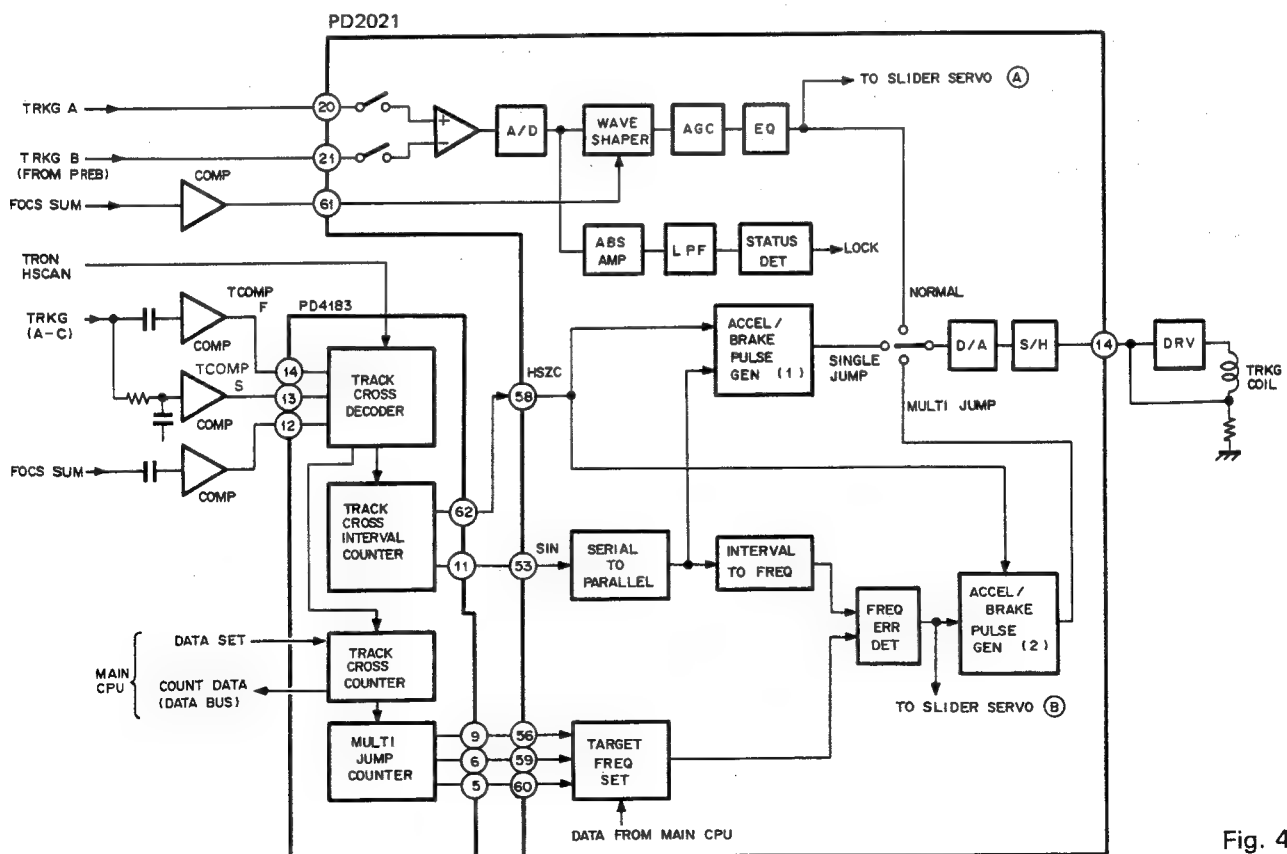 PD2021
TRKG A
20
TRKG B
(FROM PREB)
21
FOCS SUM
COMP
61
+
−
A/D
WAVE
SHAPER
AGC
EQ
TO SLIDER SERVO Ⓐ
ABS
AMP
LPF
STATUS
DET
LOCK
TRON
HSCAN
TRKG
(A-C)
TCOMP
F
COMP
TCOMP
S
COMP
FOCS SUM
COMP
PD4183
14
13
12
TRACK
CROSS
DECODER
TRACK
CROSS
INTERVAL
COUNTER
62
11
HSZC
58
SIN
53
ACCEL/
BRAKE
PULSE
GEN (1)
NORMAL
SINGLE
JUMP
MULTI JUMP
D/A
S/H
14
DRV
TRKG
COIL
SERIAL
TO
PARALLEL
INTERVAL
TO FREQ
FREQ
ERR
DET
ACCEL/
BRAKE
PULSE
GEN (2)
TO SLIDER SERVO Ⓑ
MAIN
CPU
DATA SET
COUNT DATA
(DATA BUS)
TRACK
CROSS
COUNTER
MULTI
JUMP
COUNTER
9
6
5
56
59
60
TARGET
FREQ
SET
DATA FROM MAIN CPU
Fig. 4